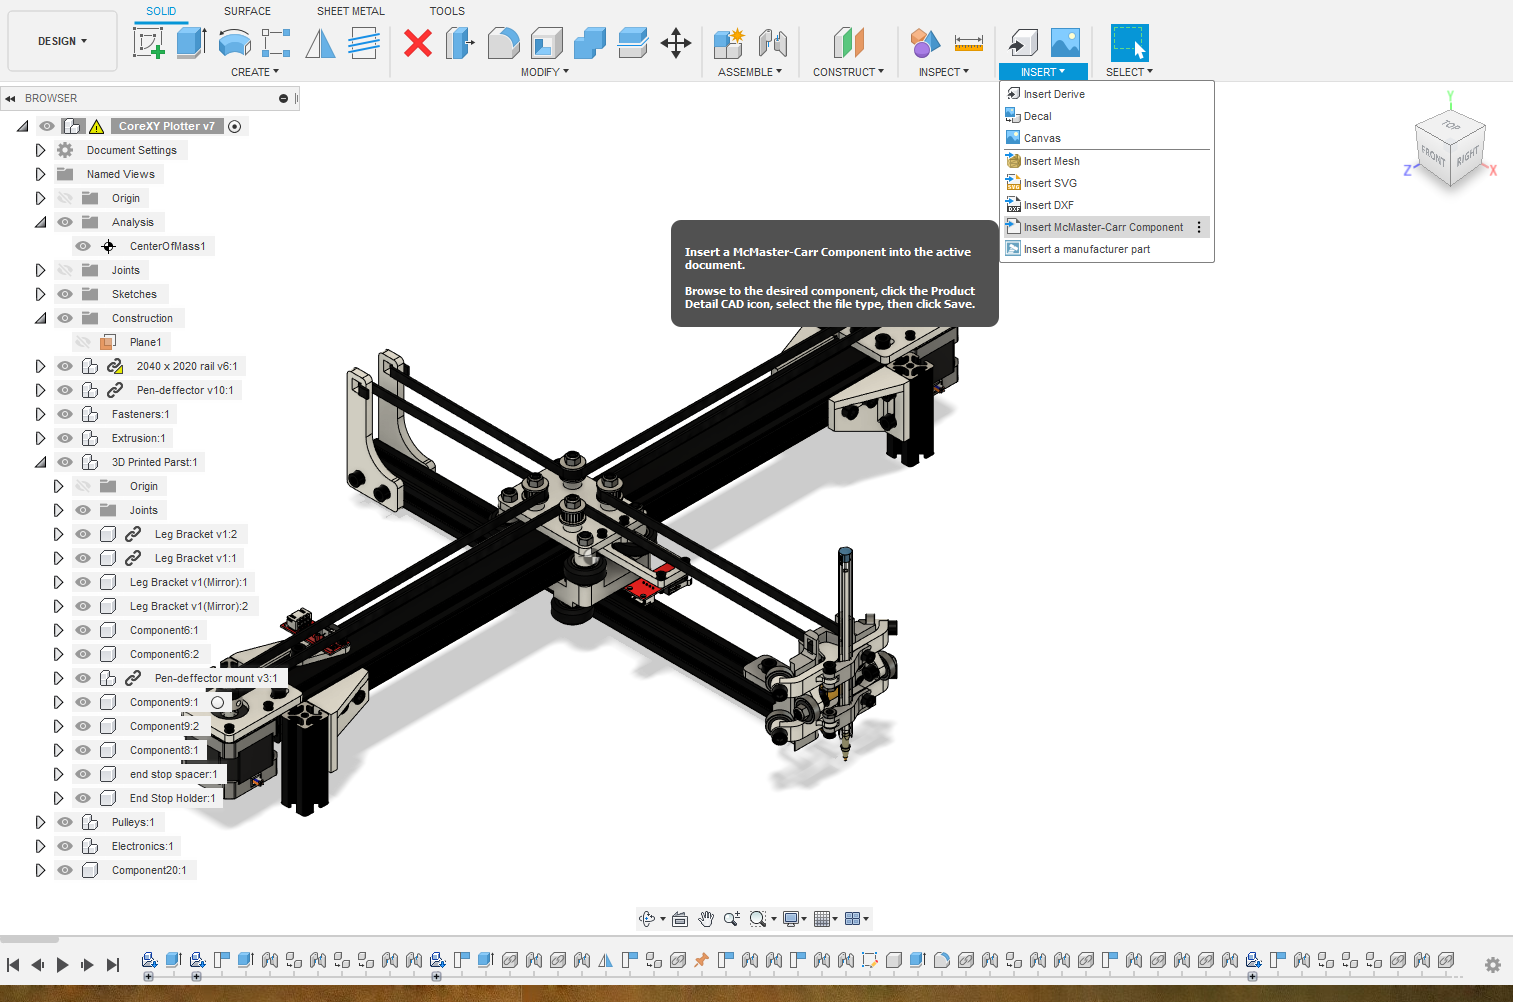 SOLID
SURFACE
SHEET METAL
TOOLS
DESIGN
CREATE
MODIFY
ASSEMBLE
CONSTRUCT
INSPECT
INSERT
SELECT
BROWSER
CoreXY Plotter v7
Document Settings
Named Views
Origin
Analysis
CenterOfMass1
Joints
Sketches
Construction
Plane1
2040 x 2020 rail v6:1
Pen-deffector v10:1
Fasteners:1
Extrusion:1
3D Printed Parst:1
Origin
Joints
Leg Bracket v1:2
Leg Bracket v1:1
Leg Bracket v1(Mirror):1
Leg Bracket v1(Mirror):2
Component6:1
Component6:2
Pen-deffector mount v3:1
Component9:1
Component9:2
Component8:1
end stop spacer:1
End Stop Holder:1
Pulleys:1
Electronics:1
Component20:1
Insert Derive
Decal
Canvas
Insert Mesh
Insert SVG
Insert DXF
Insert McMaster-Carr Component
Insert a manufacturer part
Insert a McMaster-Carr Component into the active
document.
Browse to the desired component, click the Product
Detail CAD icon, select the file type, then click Save.
Y
TOP
FRONT
RIGHT
Z
X